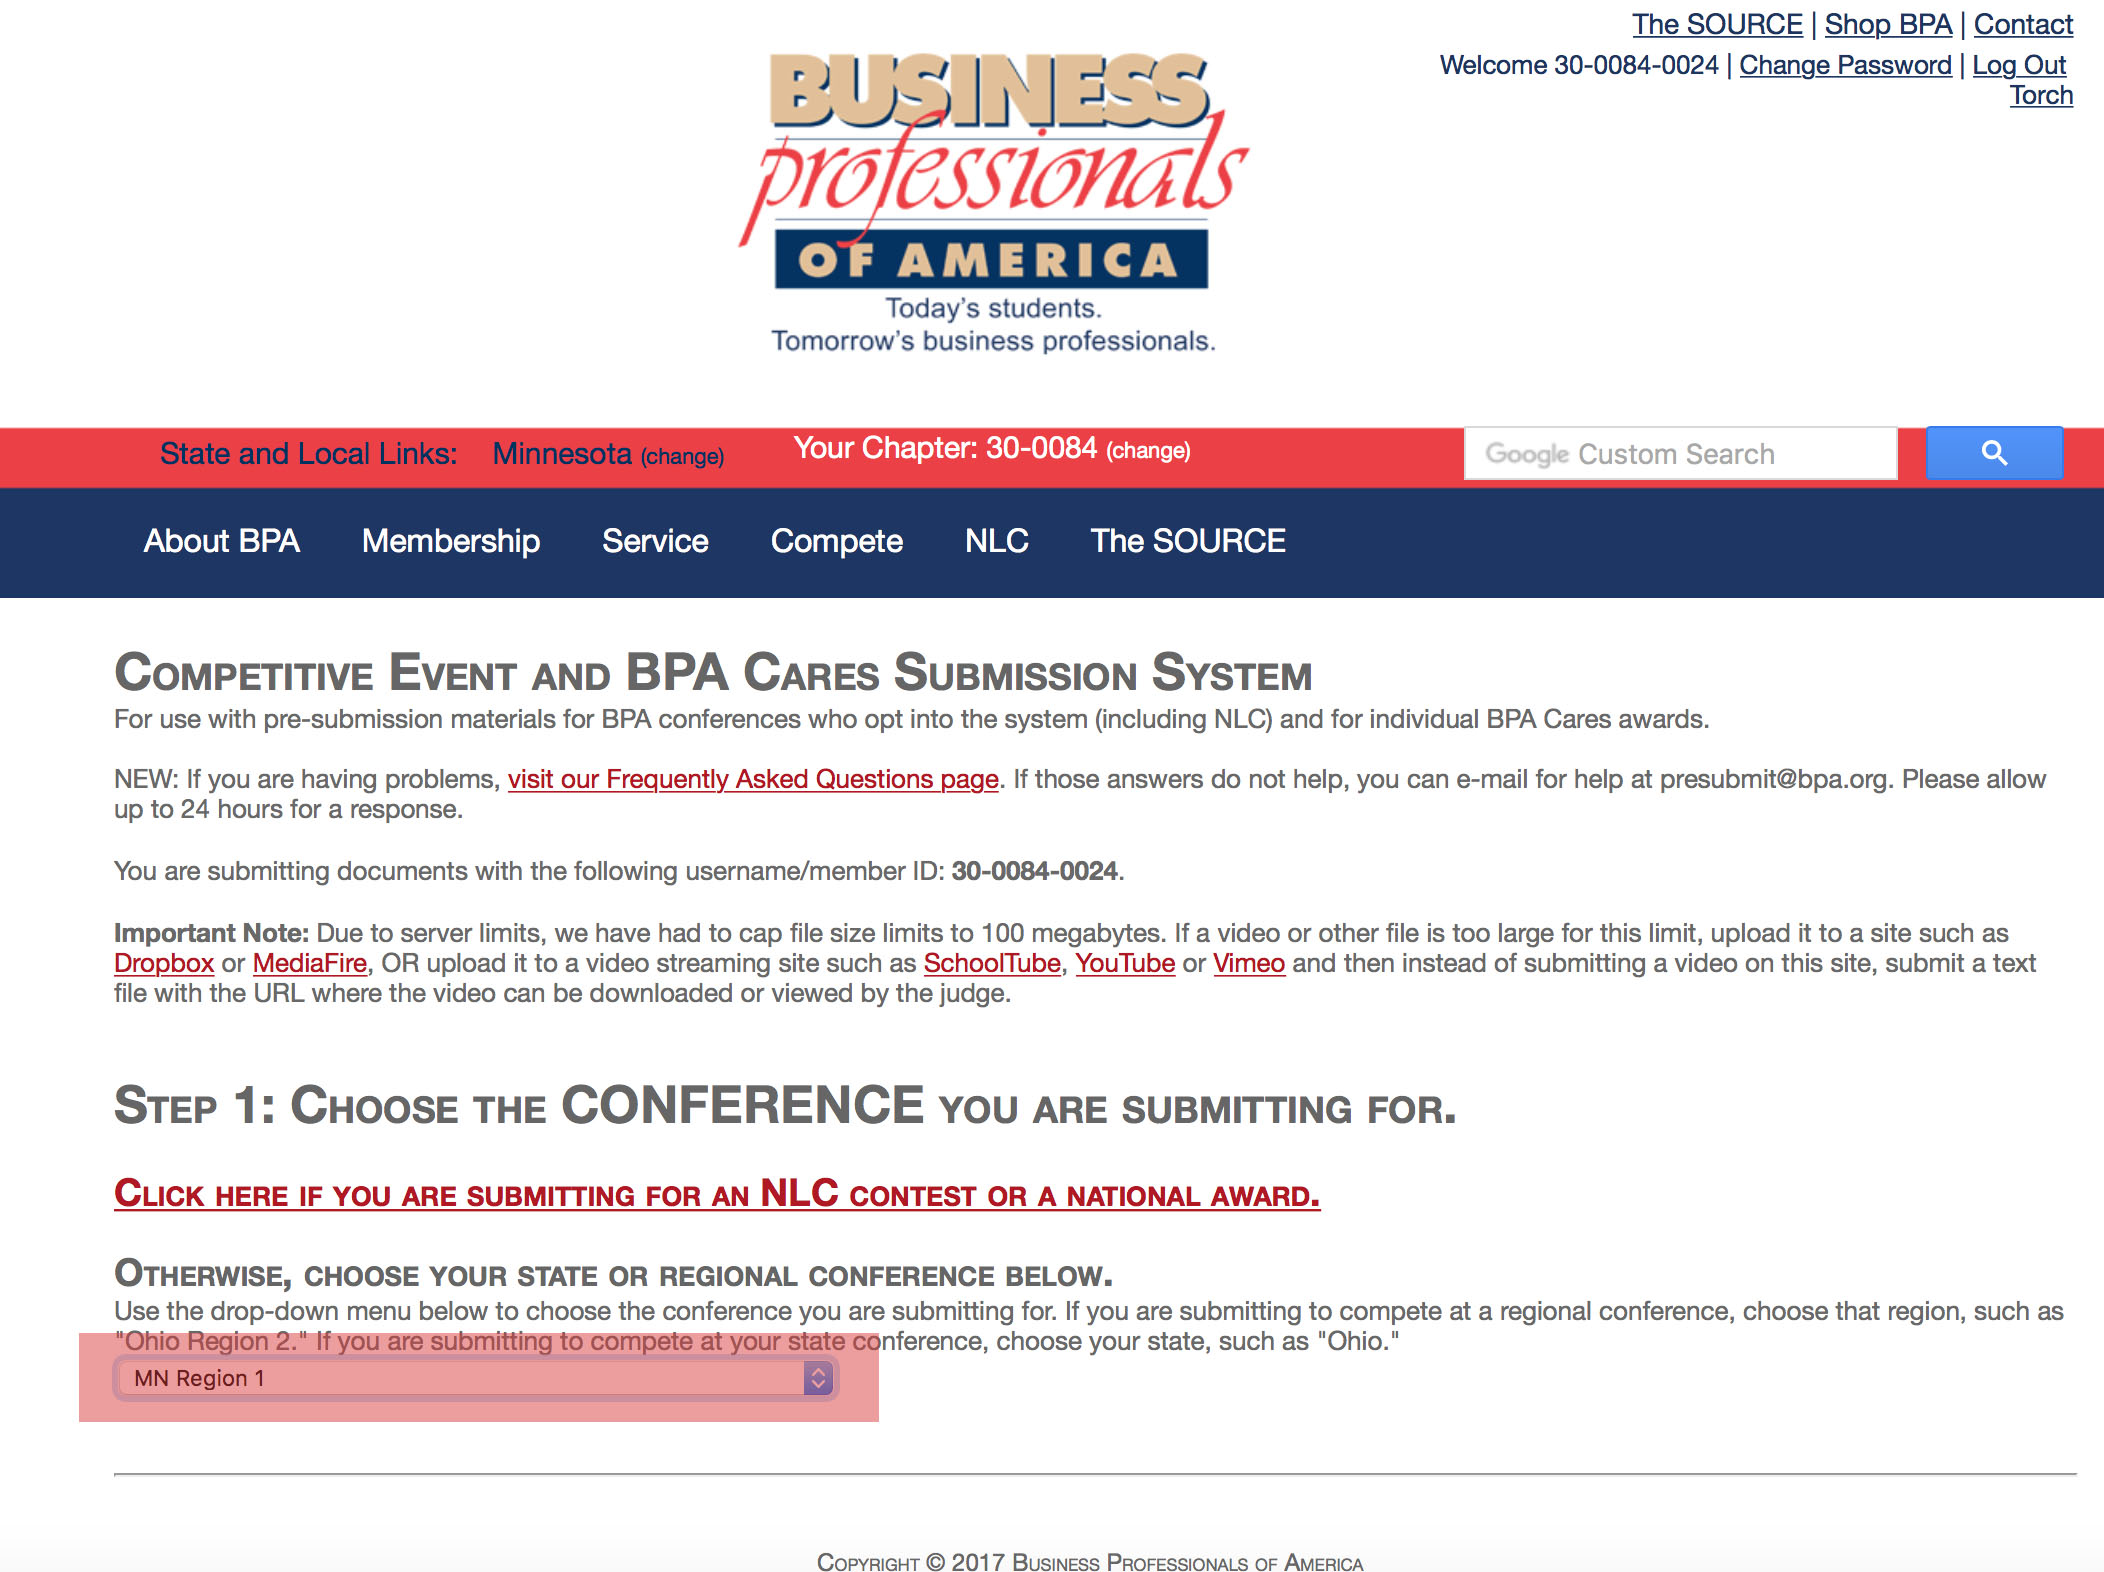 The SOURCE | Shop BPA | Contact
Welcome 30-0084-0024 | Change Password | Log Out
Torch
BUSINESS
professionals
OF AMERICA
Today's students.
Tomorrow's business professionals.
State and Local Links: Minnesota (change) Your Chapter: 30-0084 (change) Google Custom Search
About BPA Membership Service Compete NLC The SOURCE
Competitive Event and BPA Cares Submission System
For use with pre-submission materials for BPA conferences who opt into the system (including NLC) and for individual BPA Cares awards.
NEW: If you are having problems, visit our Frequently Asked Questions page. If those answers do not help, you can e-mail for help at presubmit@bpa.org. Please allow
up to 24 hours for a response.
You are submitting documents with the following username/member ID: 30-0084-0024.
Important Note: Due to server limits, we have had to cap file size limits to 100 megabytes. If a video or other file is too large for this limit, upload it to a site such as
Dropbox or MediaFire, OR upload it to a video streaming site such as SchoolTube, YouTube or Vimeo and then instead of submitting a video on this site, submit a text
file with the URL where the video can be downloaded or viewed by the judge.
Step 1: Choose the CONFERENCE you are submitting for.
Click here if you are submitting for an NLC contest or a national award.
Otherwise, choose your state or regional conference below.
Use the drop-down menu below to choose the conference you are submitting for. If you are submitting to compete at a regional conference, choose that region, such as
"Ohio Region 2." If you are submitting to compete at your state conference, choose your state, such as "Ohio."
MN Region 1
Copyright © 2017 Business Professionals of America